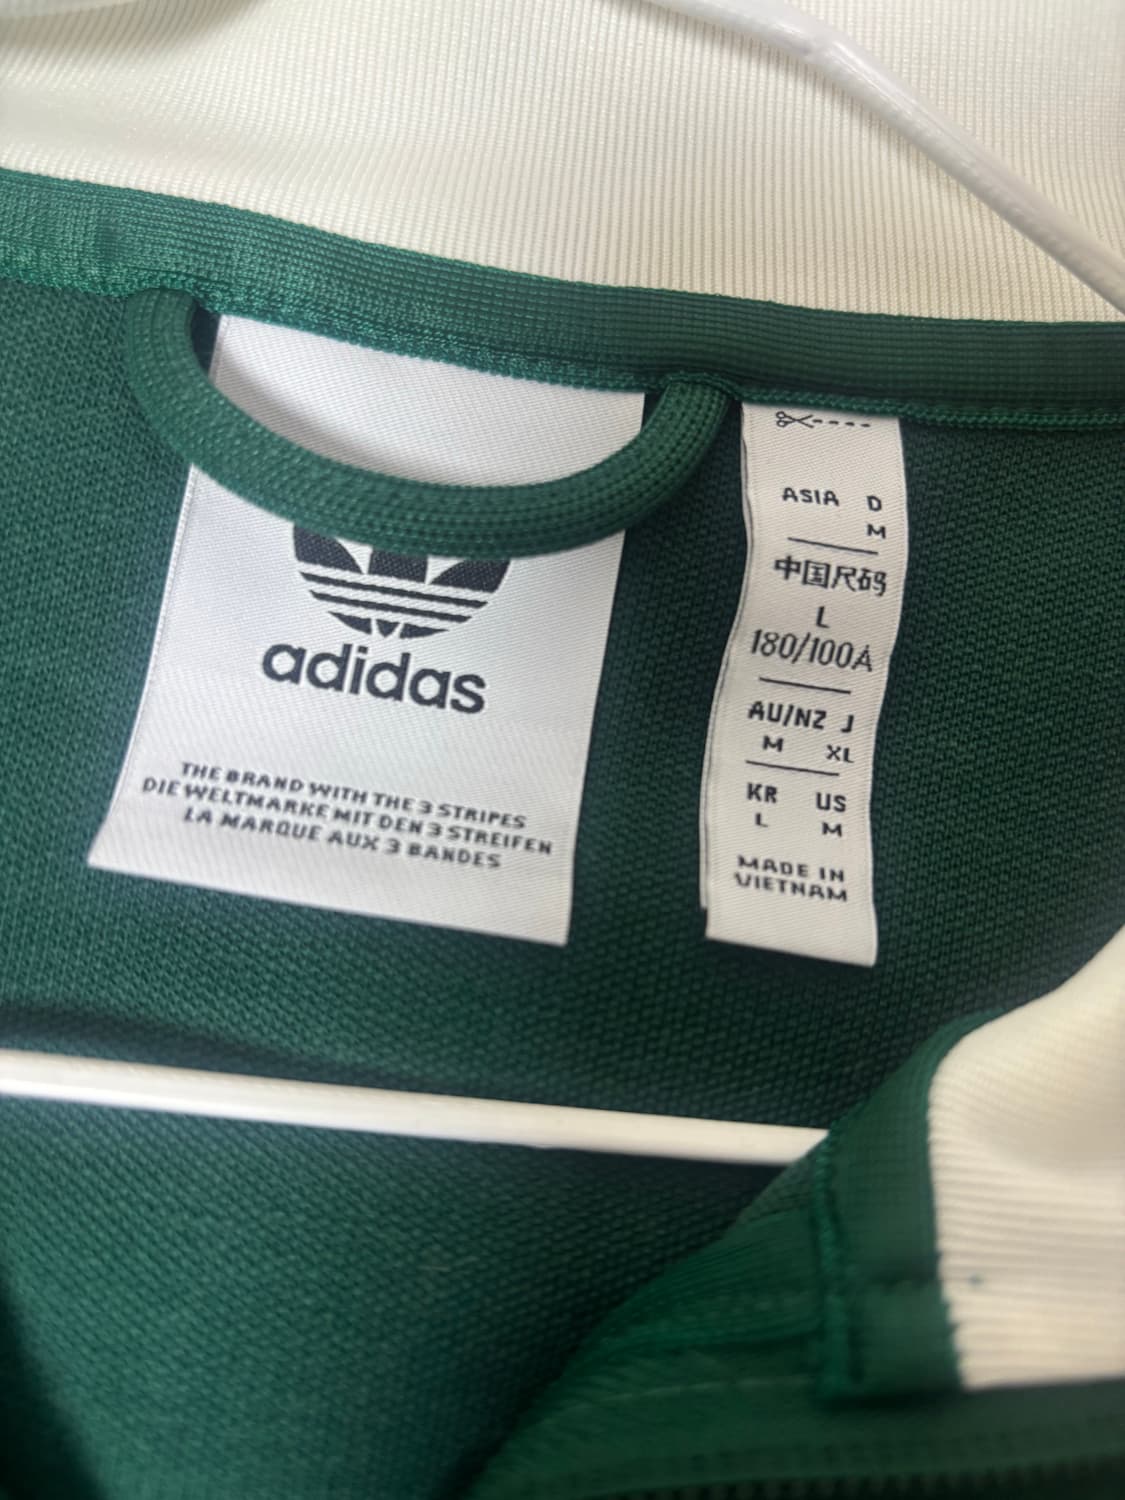 adidas
THE BRAND WITH THE 3 STRIPES
DIE WELTMARKE MIT DEN 3 STREIFEN
LA MARQUE AUX 3 BANDES
ASIA D
M
中国尺码
L
180/100A
AU/NZ J
M XL
KR US
L M
MADE IN
VIETNAM